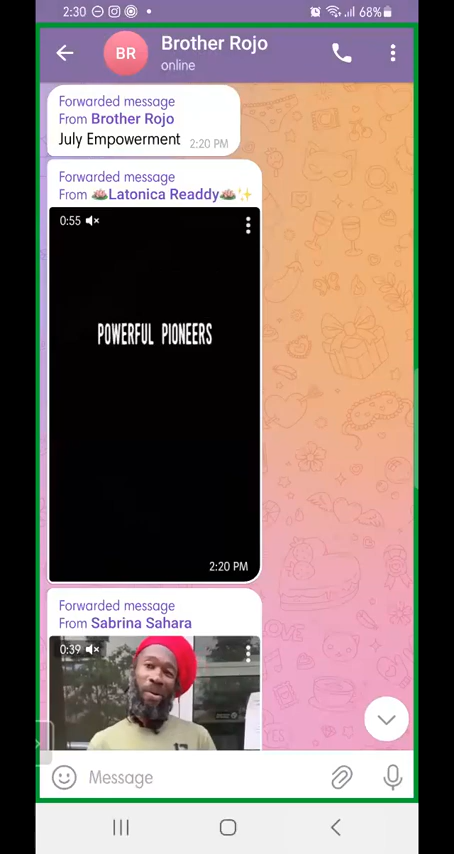 2:30
68%
BR
Brother Rojo
online
Forwarded message
From Brother Rojo
July Empowerment 2:20 PM
Forwarded message
From 🪷Latonica Readdy🪷✨
0:55
POWERFUL PIONEERS
2:20 PM
Forwarded message
From Sabrina Sahara
0:39
Message